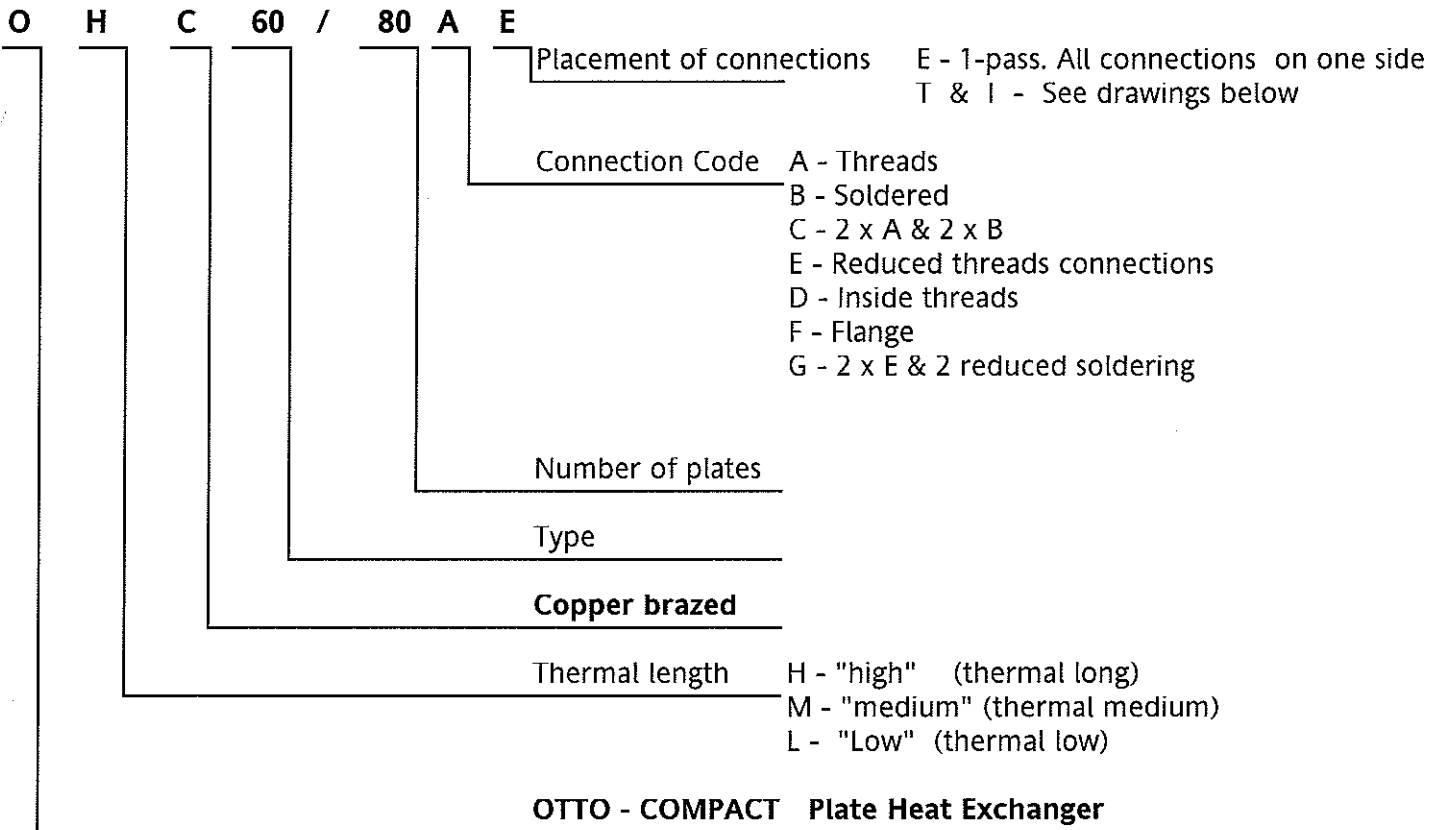 O H C 60 / 80 A E
Placement of connections E - 1-pass. All connections on one side
T & I - See drawings below
Connection Code A - Threads
B - Soldered
C - 2 x A & 2 x B
E - Reduced threads connections
D - Inside threads
F - Flange
G - 2 x E & 2 reduced soldering
Number of plates
Type
Copper brazed
Thermal length H - "high" (thermal long)
M - "medium" (thermal medium)
L - "Low" (thermal low)
OTTO - COMPACT Plate Heat Exchanger